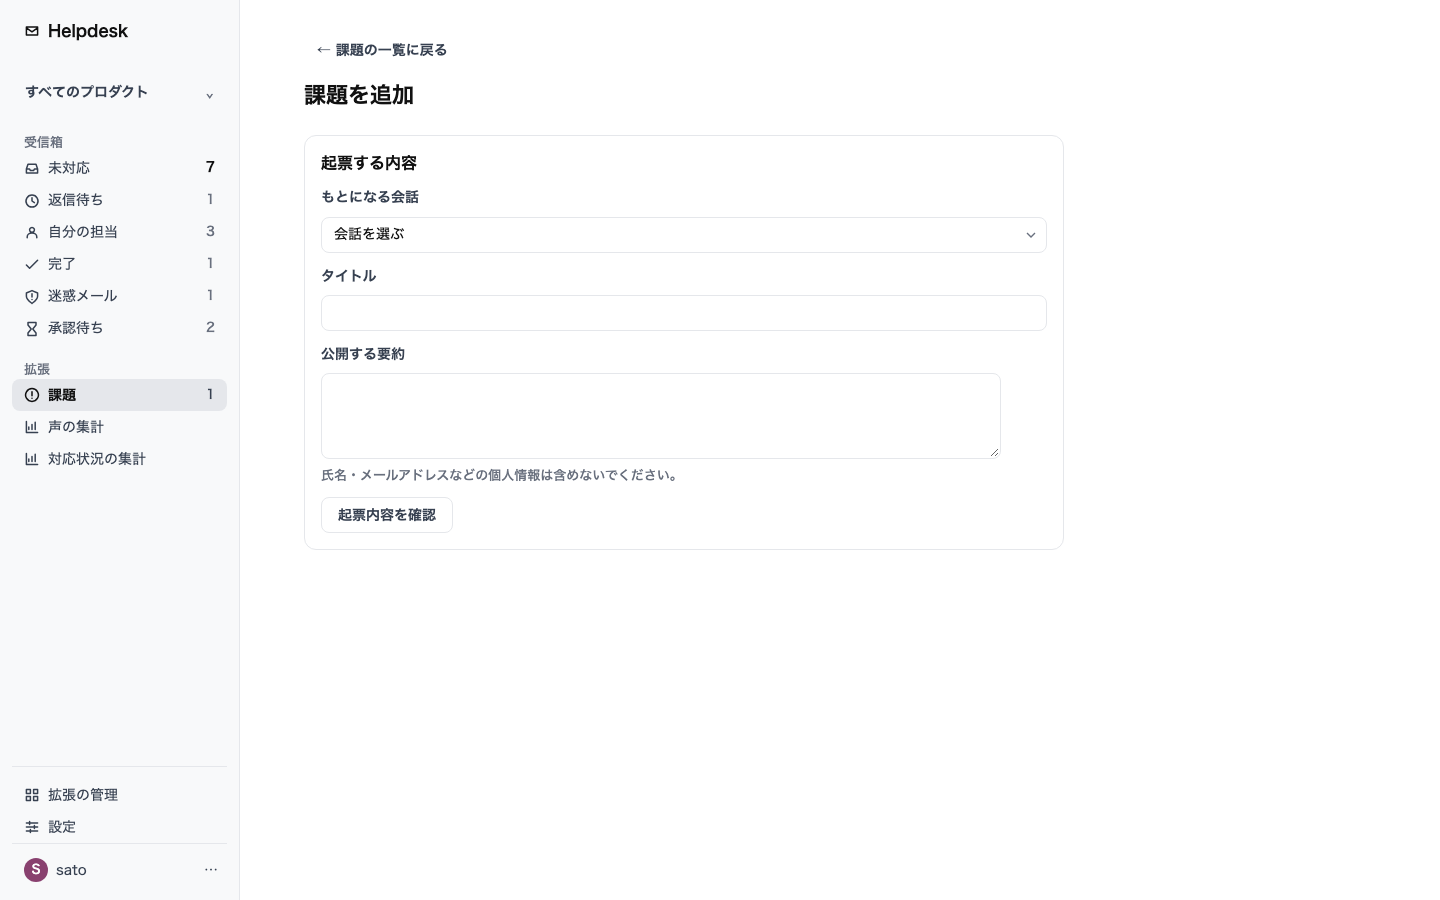 Helpdesk
すべてのプロダクト
受信箱
未対応 7
返信待ち 1
自分の担当 3
完了 1
迷惑メール 1
承認待ち 2
拡張
課題 1
声の集計
対応状況の集計
拡張の管理
設定
S sato ...
← 課題の一覧に戻る
課題を追加
起票する内容
もとになる会話
会話を選ぶ
タイトル
公開する要約
氏名・メールアドレスなどの個人情報は含めないでください。
起票内容を確認